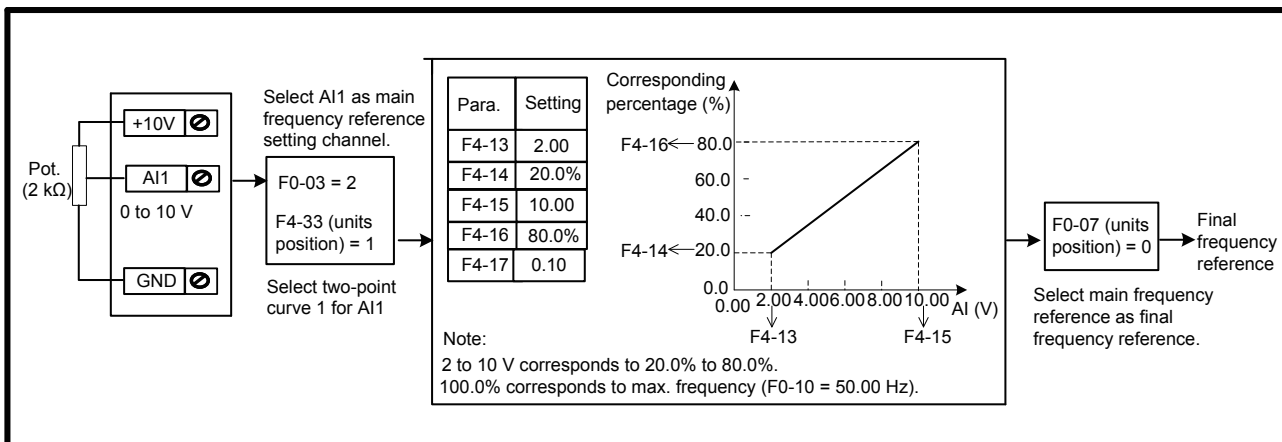 Pot.
(2 kΩ)
+10V
AI1
0 to 10 V
GND
Select AI1 as main
frequency reference
setting channel.
F0-03 = 2
F4-33 (units
position) = 1
Select two-point
curve 1 for AI1
Para. Setting
F4-13 2.00
F4-14 20.0%
F4-15 10.00
F4-16 80.0%
F4-17 0.10
Corresponding
percentage (%)
F4-16 80.0
60.0
40.0
F4-14 20.0
0.0
0.00 2.00 4.00 6.00 8.00 10.00
AI (V)
F4-13 F4-15
Note:
2 to 10 V corresponds to 20.0% to 80.0%.
100.0% corresponds to max. frequency (F0-10 = 50.00 Hz).
F0-07 (units
position) = 0
Select main frequency
reference as final
frequency reference.
Final
frequency
reference